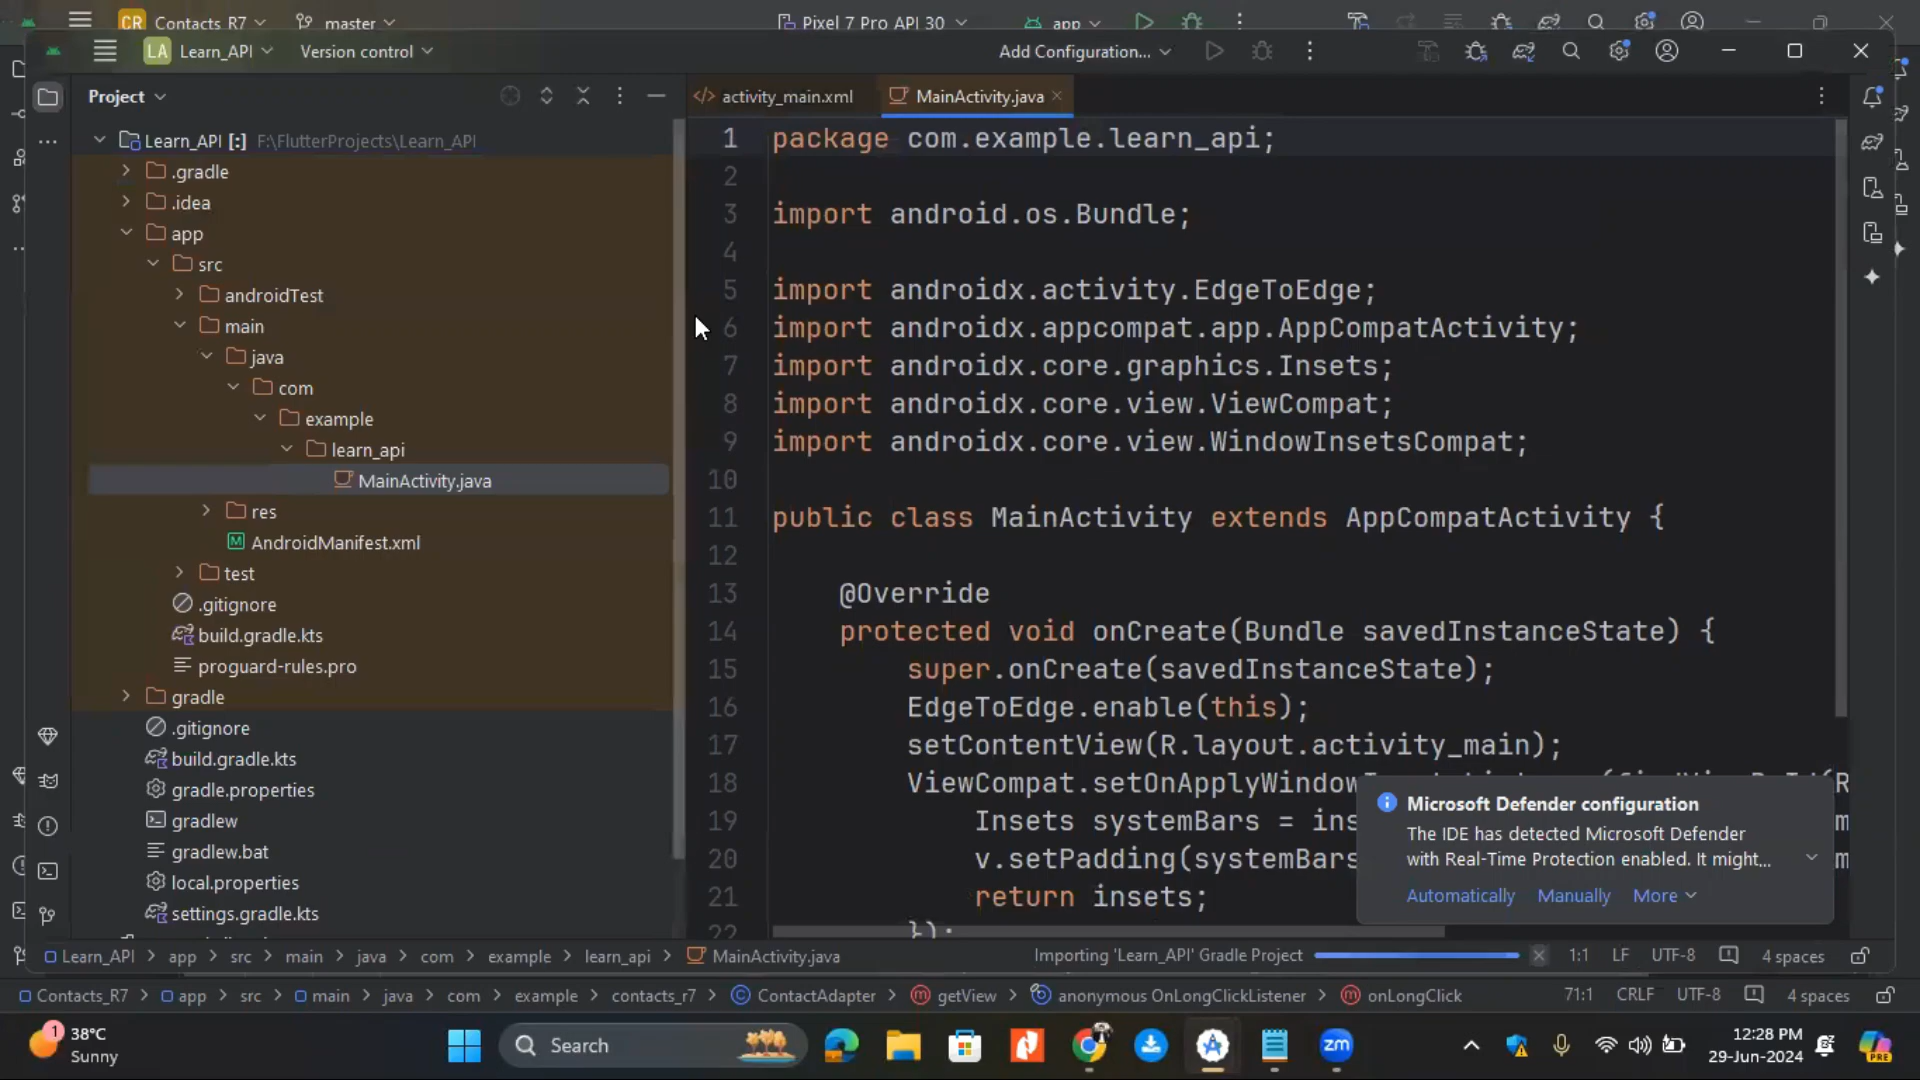 CR Contacts_R7 master Pixel 7 Pro API 30 app
LA Learn_API Version control Add Configuration...
Project
activity_main.xml MainActivity.java
Learn_API [:] F:\FlutterProjects\Learn_API
.gradle
.idea
app
src
androidTest
main
java
com
example
learn_api
MainActivity.java
res
AndroidManifest.xml
test
.gitignore
build.gradle.kts
proguard-rules.pro
gradle
.gitignore
build.gradle.kts
gradle.properties
gradlew
gradlew.bat
local.properties
settings.gradle.kts
1 package com.example.learn_api;
2
3 import android.os.Bundle;
4
5 import androidx.activity.EdgeToEdge;
6 import androidx.appcompat.app.AppCompatActivity;
7 import androidx.core.graphics.Insets;
8 import androidx.core.view.ViewCompat;
9 import androidx.core.view.WindowInsetsCompat;
10
11 public class MainActivity extends AppCompatActivity {
12
13 @Override
14 protected void onCreate(Bundle savedInstanceState) {
15 super.onCreate(savedInstanceState);
16 EdgeToEdge.enable(this);
17 setContentView(R.layout.activity_main);
18 ViewCompat.setOnApplyWindow
19 Insets systemBars = ins
20 v.setPadding(systemBars
21 return insets;
22 });
Microsoft Defender configuration
The IDE has detected Microsoft Defender
with Real-Time Protection enabled. It might...
Automatically Manually More
Learn_API > app > src > main > java > com > example > learn_api > MainActivity.java Importing 'Learn_API' Gradle Project 1:1 LF UTF-8 4 spaces
Contacts_R7 > app > src > main > java > com > example > contacts_r7 > ContactAdapter > getView > anonymous OnLongClickListener > onLongClick 71:1 CRLF UTF-8 4 spaces
1 38°C
Sunny
Search
zm
12:28 PM
29-Jun-2024
PRE